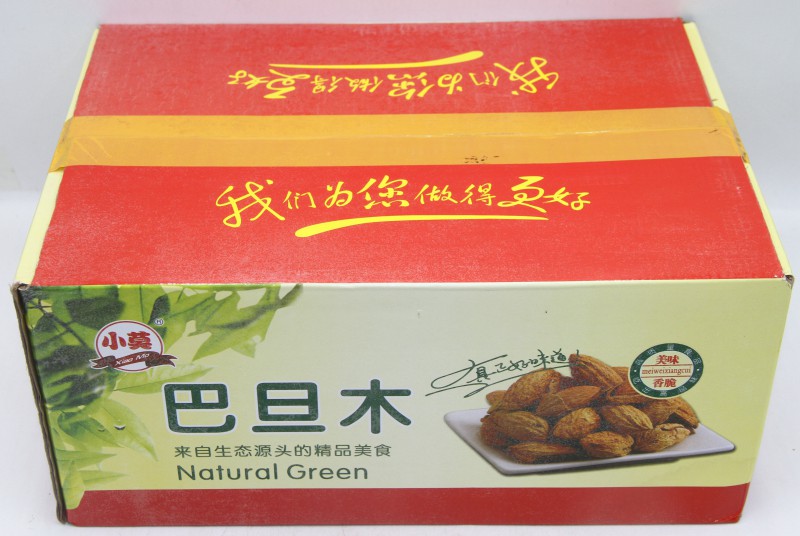 我们为您做得更好
我们为您做得更好
小莫
Xiao Mo
巴旦木
来自生态源头的精品美食
Natural Green
真正好味道!
美味
meiweixiangcui
香脆